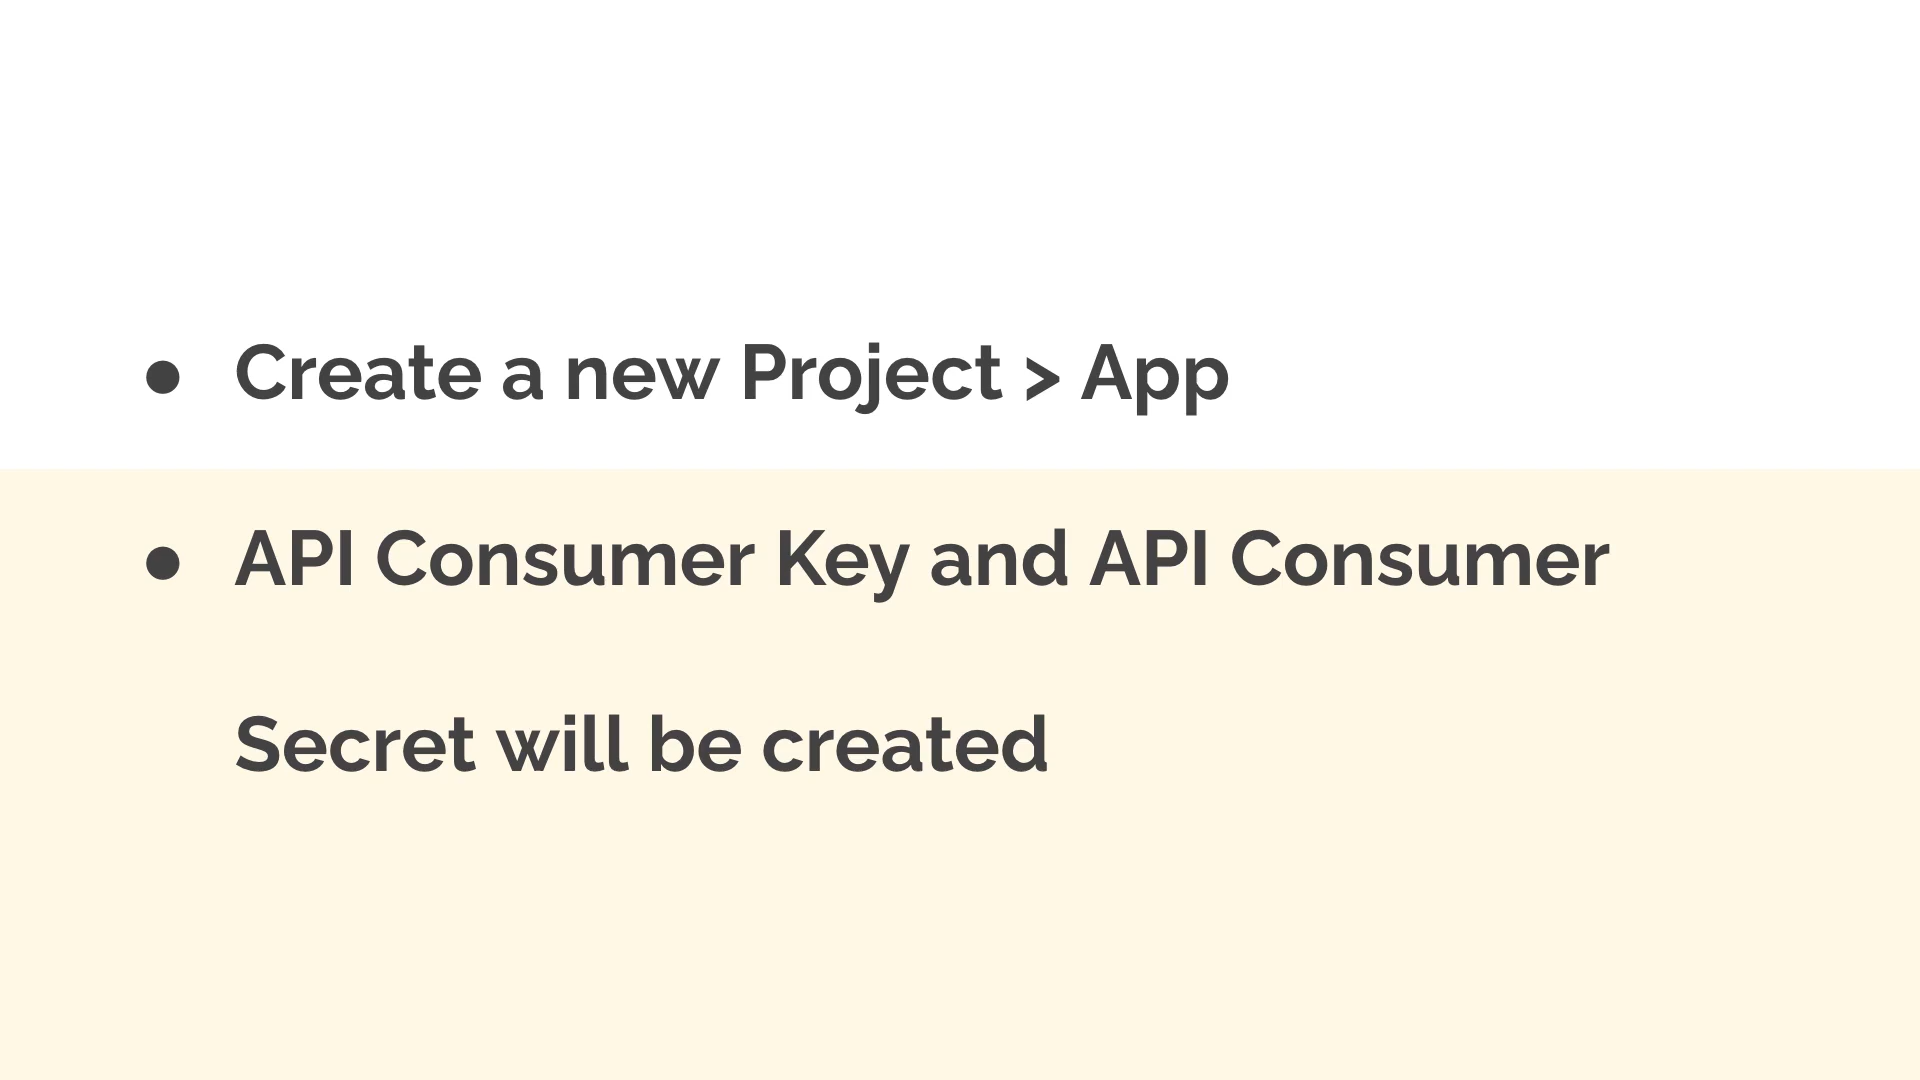 ● Create a new Project > App
● API Consumer Key and API Consumer
Secret will be created